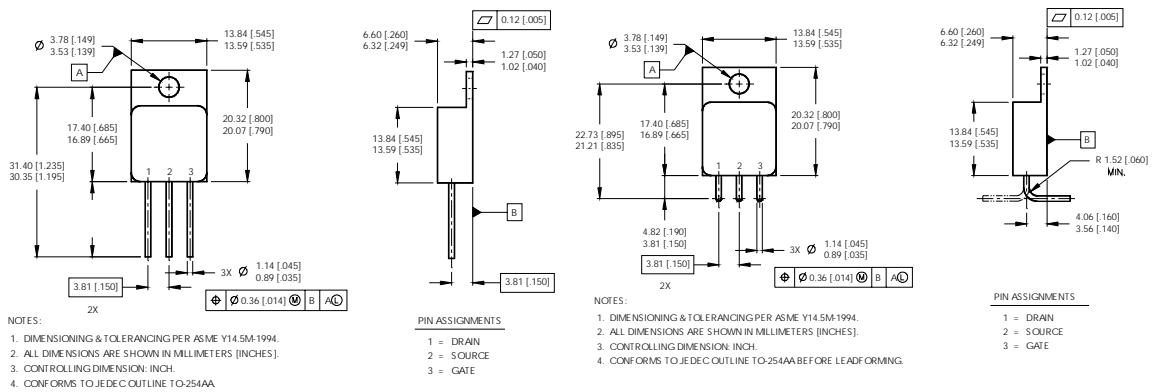 0.12 [.005]
3.78 [.149]
3.53 [.139]
13.84 [.545]
13.59 [.535]
6.60 [.260]
6.32 [.249]
A
1.27 [.050]
1.02 [.040]
17.40 [.685]
16.89 [.665]
20.32 [.800]
20.07 [.790]
31.40 [1.235]
30.35 [1.195]
13.84 [.545]
13.59 [.535]
1 2 3
B
3X Ø 1.14 [.045]
0.89 [.035]
3.81 [.150]
2X
⌖ Ø 0.36 [.014] Ⓜ B A Ⓛ
3.81 [.150]
NOTES:
1. DIMENSIONING & TOLERANCING PER ASME Y14.5M-1994.
2. ALL DIMENSIONS ARE SHOWN IN MILLIMETERS [INCHES].
3. CONTROLLING DIMENSION: INCH.
4. CONFORMS TO JEDEC OUTLINE TO-254AA.
PIN ASSIGNMENTS
1 = DRAIN
2 = SOURCE
3 = GATE
0.12 [.005]
Ø 3.78 [.149]
3.53 [.139]
13.84 [.545]
13.59 [.535]
6.60 [.260]
6.32 [.249]
A
1.27 [.050]
1.02 [.040]
17.40 [.685]
16.89 [.665]
20.32 [.800]
20.07 [.790]
22.73 [.895]
21.21 [.835]
13.84 [.545]
13.59 [.535]
B
1 2 3
R 1.52 [.060]
MIN.
4.82 [.190]
3.81 [.150]
4.06 [.160]
3.56 [.140]
3X Ø 1.14 [.045]
0.89 [.035]
3.81 [.150]
2X
⌖ Ø 0.36 [.014] Ⓜ B A Ⓛ
NOTES:
1. DIMENSIONING & TOLERANCING PER ASME Y14.5M-1994.
2. ALL DIMENSIONS ARE SHOWN IN MILLIMETERS [INCHES].
3. CONTROLLING DIMENSION: INCH.
4. CONFORMS TO JEDEC OUTLINE TO-254AA BEFORE LEADFORMING.
PIN ASSIGNMENTS
1 = DRAIN
2 = SOURCE
3 = GATE